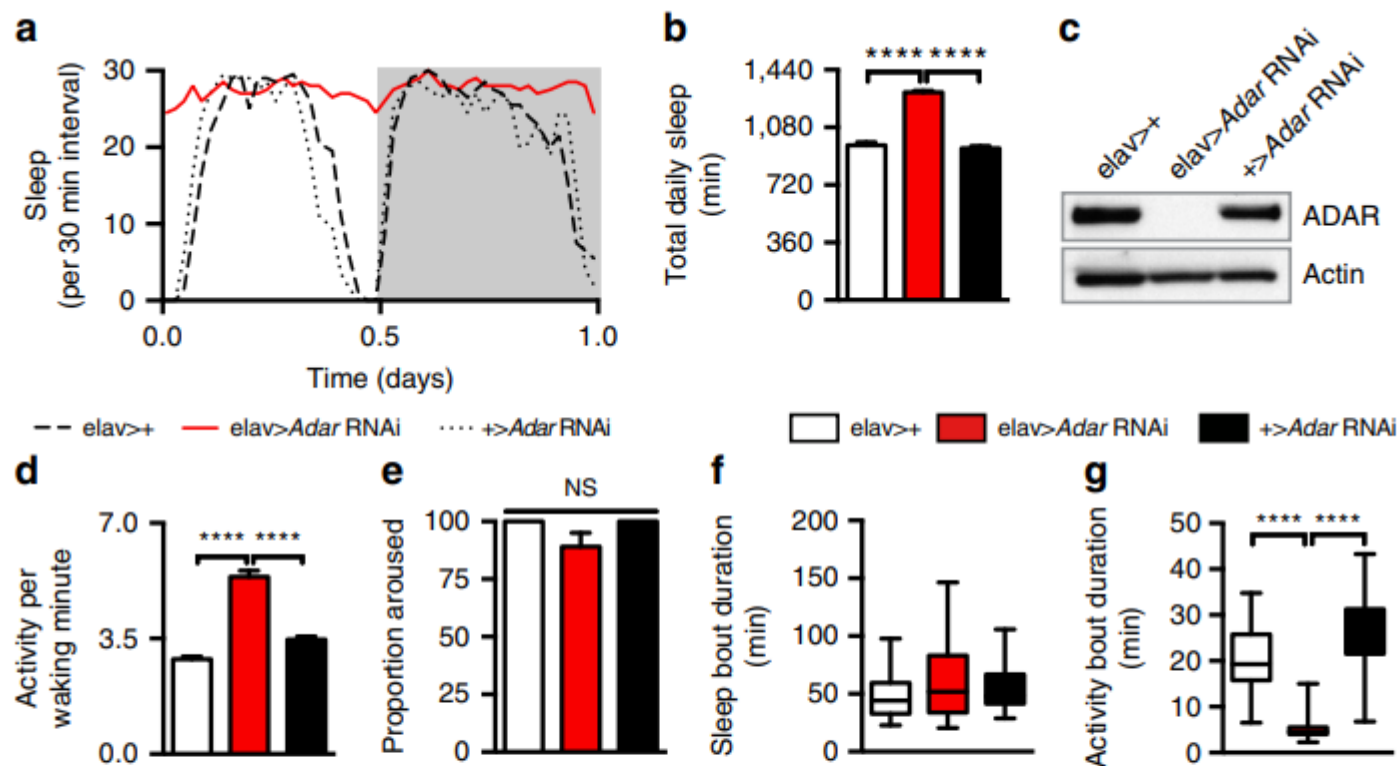 a
Sleep
(per 30 min interval)
30
20
10
0
0.0
0.5
1.0
Time (days)
elav>+
elav>Adar RNAi
+>Adar RNAi
b
Total daily sleep
(min)
1,440
1,080
720
360
0
**** ****
c
elav>+
elav>Adar RNAi
+>Adar RNAi
ADAR
Actin
elav>+
elav>Adar RNAi
+>Adar RNAi
d
Activity per
waking minute
7.0
3.5
0.0
**** ****
e
Proportion aroused
100
75
50
25
0
NS
f
Sleep bout duration
(min)
200
150
100
50
0
g
Activity bout duration
(min)
50
40
30
20
10
0
**** ****